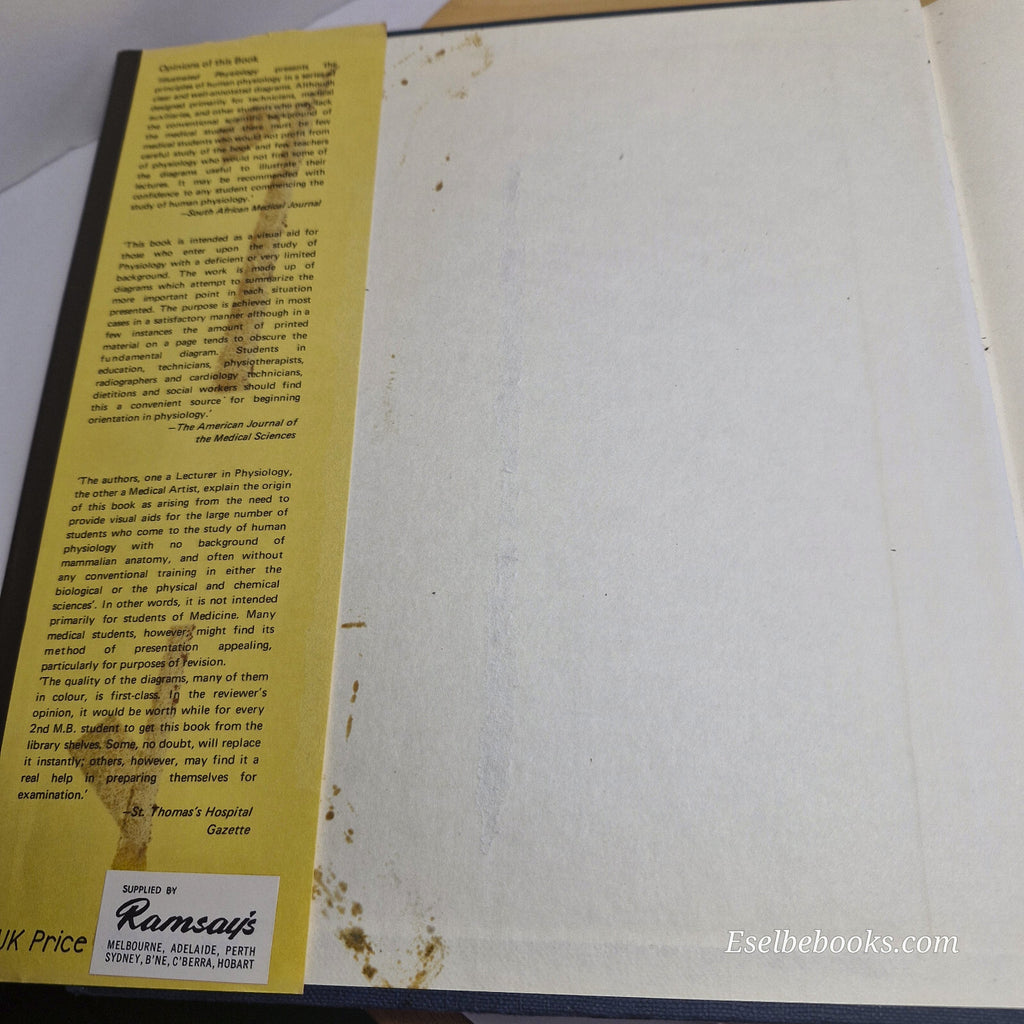 Opinions of this Book
'Illustrated Physiology presents the
principles of human physiology in a series of
clear and well-annotated diagrams. Although
designed primarily for technicians, medical
auxiliaries, and other students who may lack
the conventional scientific background of
the medical student there must be few
medical students who would not profit from
careful study of the book and few teachers
of physiology who would not find some of
the diagrams useful to illustrate their
lectures. It may be recommended with
confidence to any student commencing the
study of human physiology.'
—South African Medical Journal
'This book is intended as a visual aid for
those who enter upon the study of
Physiology with a deficient or very limited
background. The work is made up of
diagrams which attempt to summarize the
more important point in each situation
presented. The purpose is achieved in most
cases in a satisfactory manner although in a
few instances the amount of printed
material on a page tends to obscure the
fundamental diagram. Students in
education, technicians, physiotherapists,
radiographers and cardiology technicians,
dietitions and social workers should find
this a convenient source for beginning
orientation in physiology.'
—The American Journal of
the Medical Sciences
'The authors, one a Lecturer in Physiology,
the other a Medical Artist, explain the origin
of this book as arising from the need to
provide visual aids for the large number of
students who come to the study of human
physiology with no background of
mammalian anatomy, and often without
any conventional training in either the
biological or the physical and chemical
sciences'. In other words, it is not intended
primarily for students of Medicine. Many
medical students, however, might find its
method of presentation appealing,
particularly for purposes of revision.
'The quality of the diagrams, many of them
in colour, is first-class. In the reviewer's
opinion, it would be worth while for every
2nd M.B. student to get this book from the
library shelves. Some, no doubt, will replace
it instantly; others, however, may find it a
real help in preparing themselves for
examination.'
—St. Thomas's Hospital
Gazette
SUPPLIED BY
Ramsay's
MELBOURNE, ADELAIDE, PERTH
SYDNEY, B'NE, C'BERRA, HOBART
UK Price
Eselbebooks.com